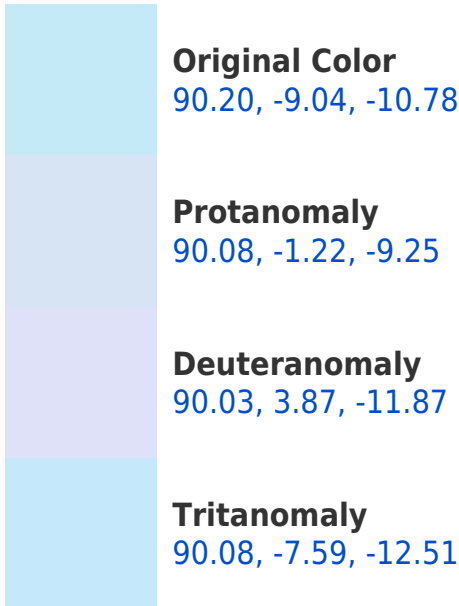 Original Color
90.20, -9.04, -10.78
Protanomaly
90.08, -1.22, -9.25
Deuteranomaly
90.03, 3.87, -11.87
Tritanomaly
90.08, -7.59, -12.51